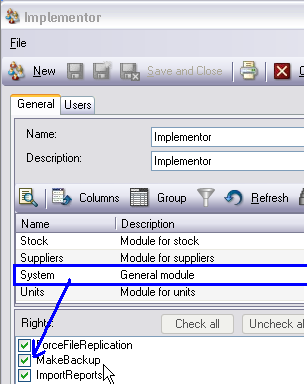 Implementor
File
New Save and Close C
General Users
Name: Implementor
Description: Implementor
Columns Group Refresh
Name Description
Stock Module for stock
Suppliers Module for suppliers
System General module
Units Module for units
Rights: Check all Uncheck al
ForceFileReplication
MakeBackup
ImportReports